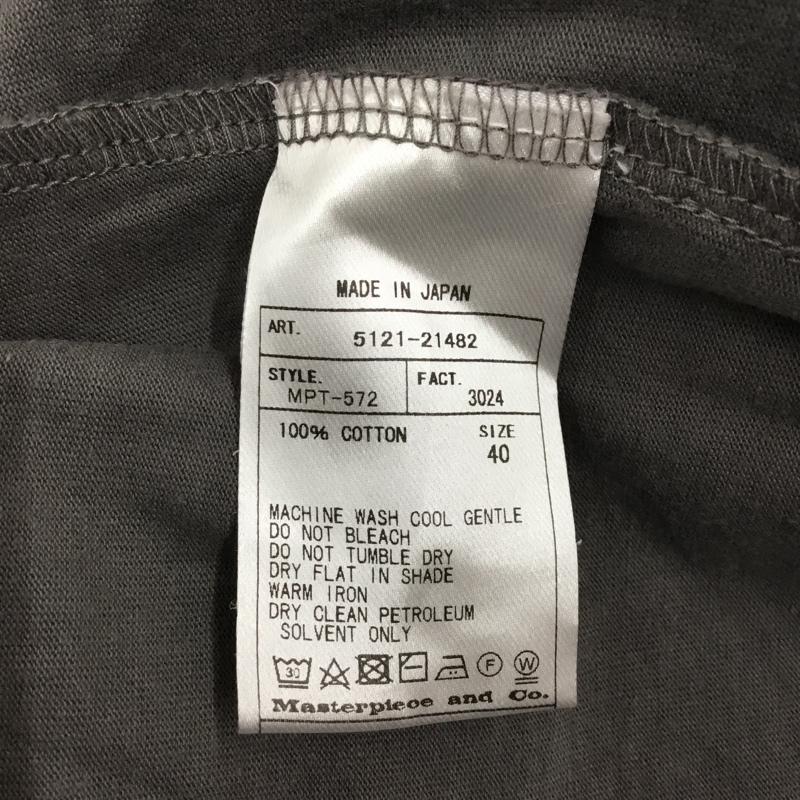 MADE IN JAPAN
ART. 5121-21482
STYLE. FACT.
MPT-572 3024
100% COTTON SIZE
40
MACHINE WASH COOL GENTLE
DO NOT BLEACH
DO NOT TUMBLE DRY
DRY FLAT IN SHADE
WARM IRON
DRY CLEAN PETROLEUM
SOLVENT ONLY
30 F W
Masterpiece and Co.